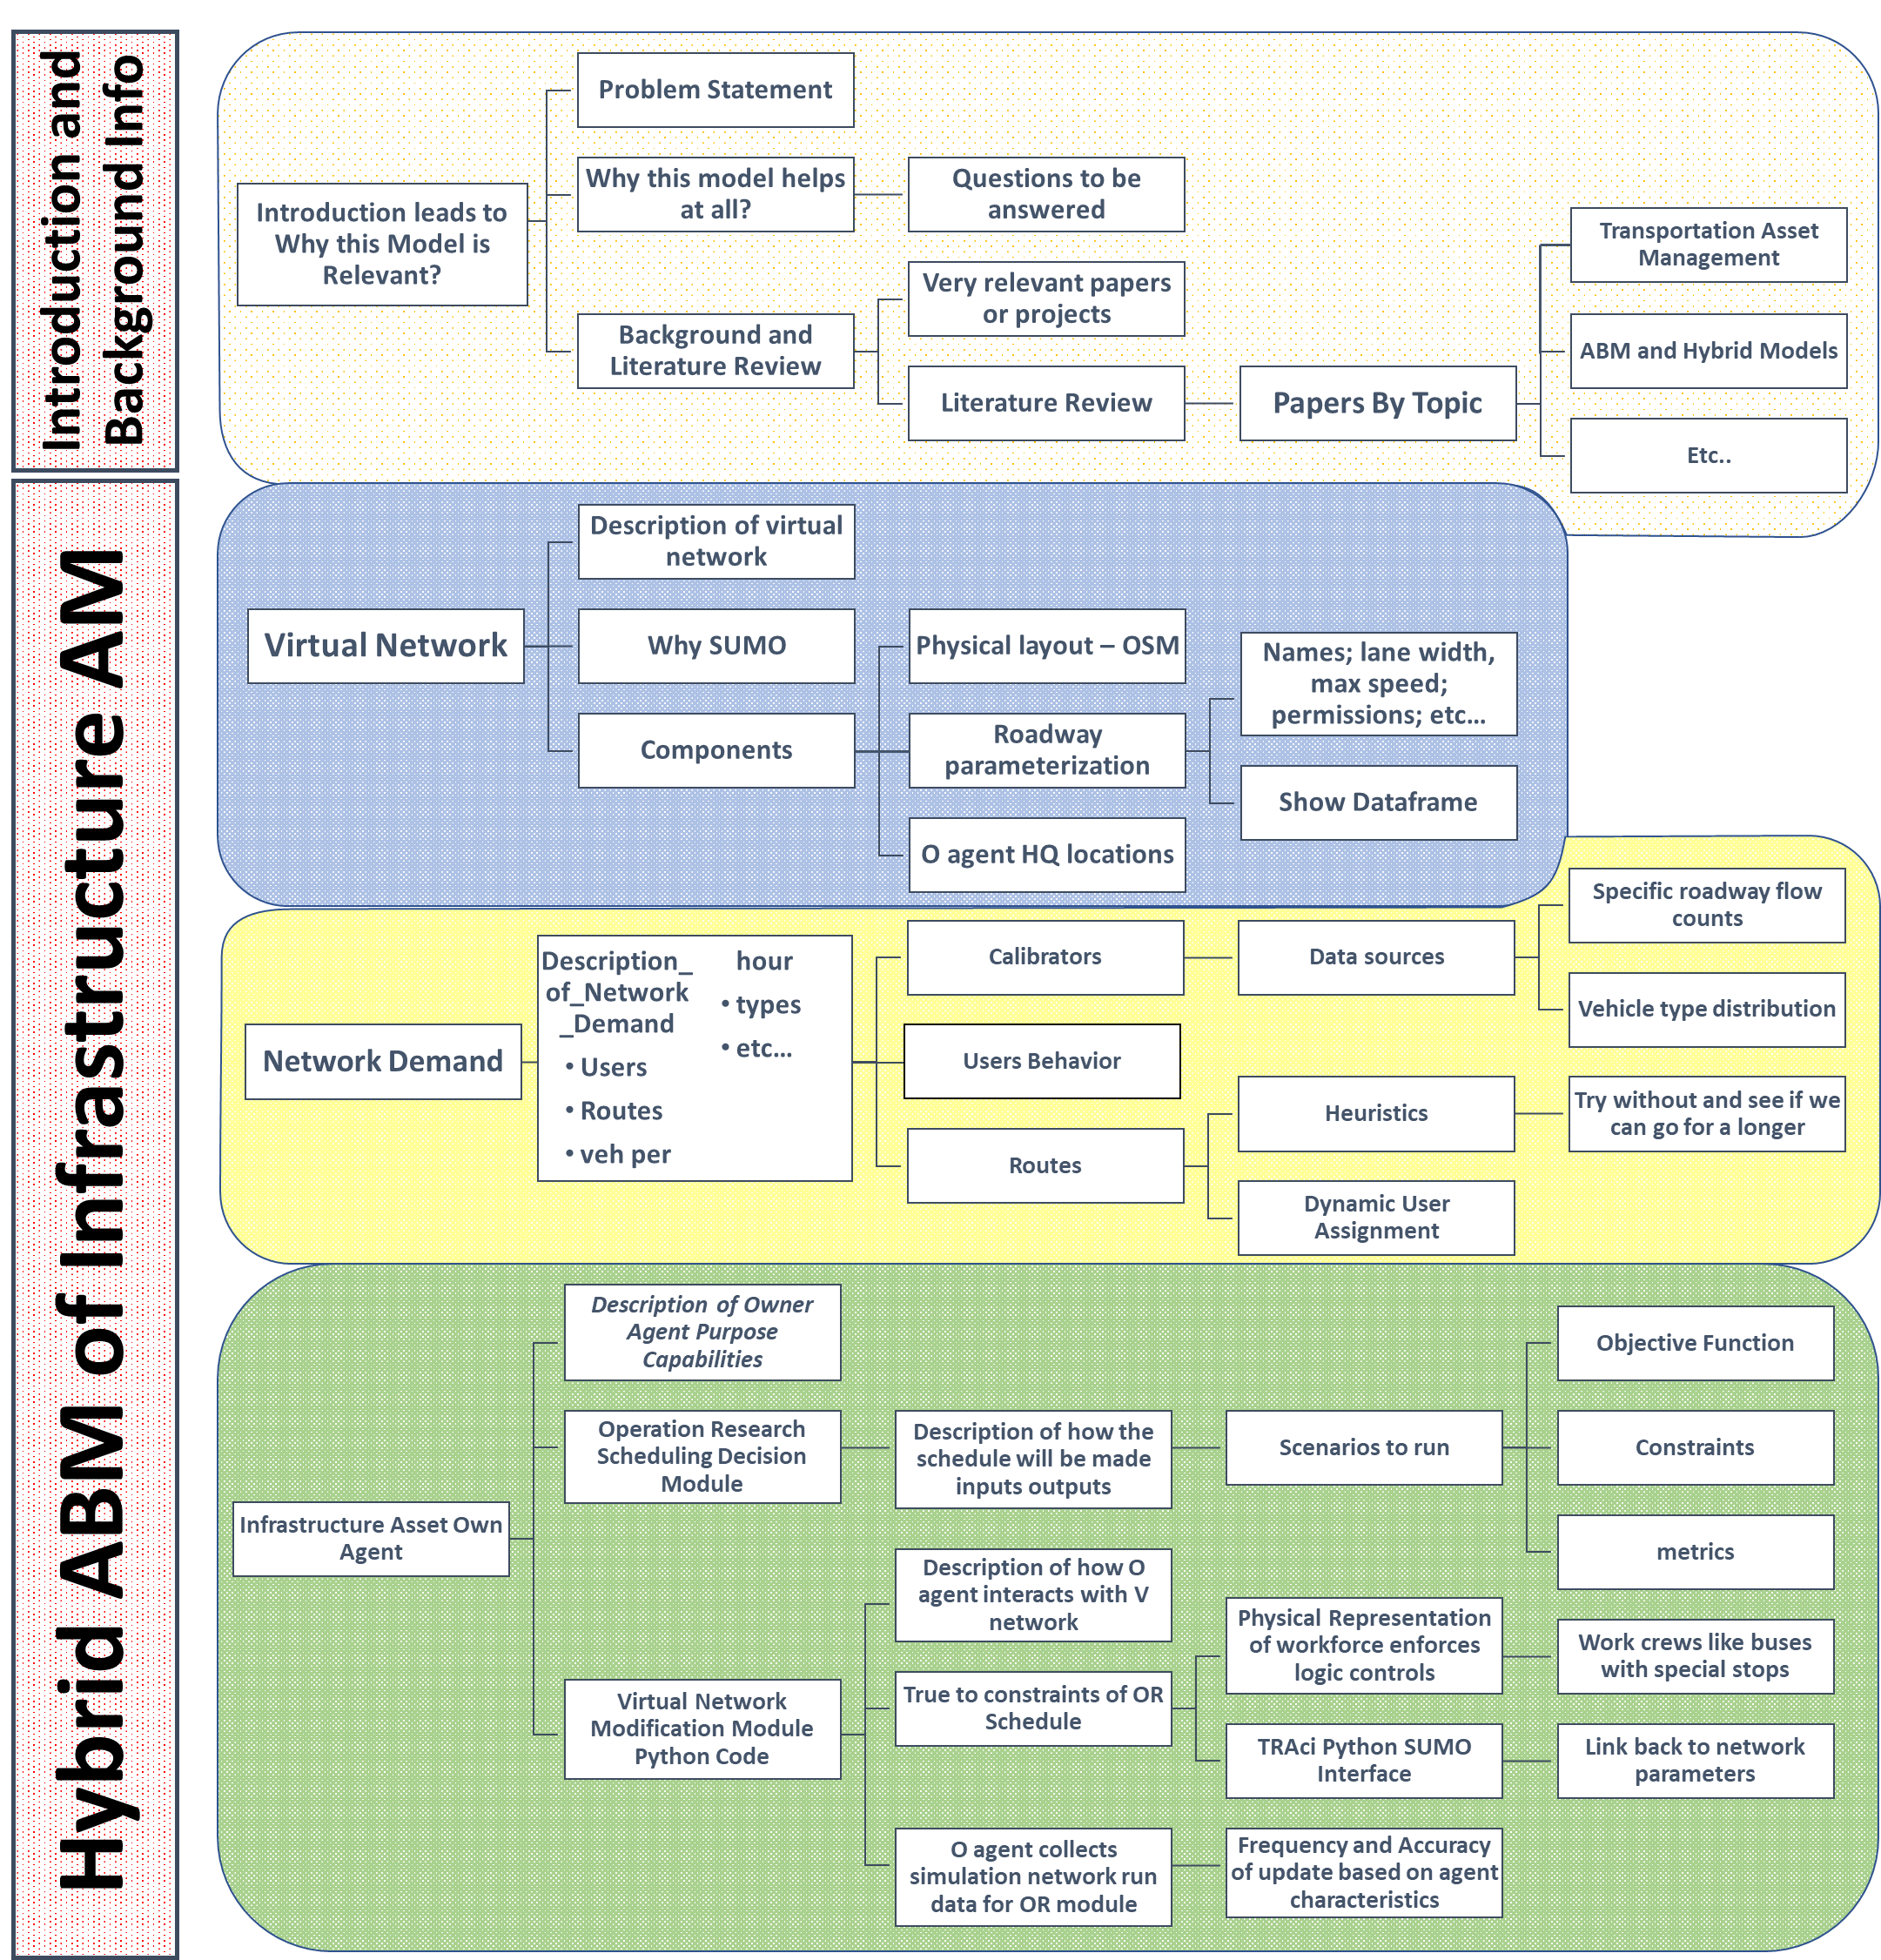 Introduction and
Background Info
Introduction leads to
Why this Model is
Relevant?
Problem Statement
Why this model helps
at all?
Questions to be
answered
Background and
Literature Review
Very relevant papers
or projects
Literature Review
Papers By Topic
Transportation Asset
Management
ABM and Hybrid Models
Etc..
Hybrid ABM of Infrastructure AM
Virtual Network
Description of virtual
network
Why SUMO
Components
Physical layout – OSM
Roadway
parameterization
O agent HQ locations
Names; lane width,
max speed;
permissions; etc...
Show Dataframe
Network Demand
Description_
of_Network
_Demand
• Users
• Routes
• veh per
hour
• types
• etc...
Calibrators
Data sources
Specific roadway flow
counts
Vehicle type distribution
Users Behavior
Routes
Heuristics
Try without and see if we
can go for a longer
Dynamic User
Assignment
Infrastructure Asset Own
Agent
Description of Owner
Agent Purpose
Capabilities
Operation Research
Scheduling Decision
Module
Description of how the
schedule will be made
inputs outputs
Scenarios to run
Objective Function
Constraints
metrics
Virtual Network
Modification Module
Python Code
Description of how O
agent interacts with V
network
True to constraints of OR
Schedule
Physical Representation
of workforce enforces
logic controls
Work crews like buses
with special stops
TRAci Python SUMO
Interface
Link back to network
parameters
O agent collects
simulation network run
data for OR module
Frequency and Accuracy
of update based on agent
characteristics